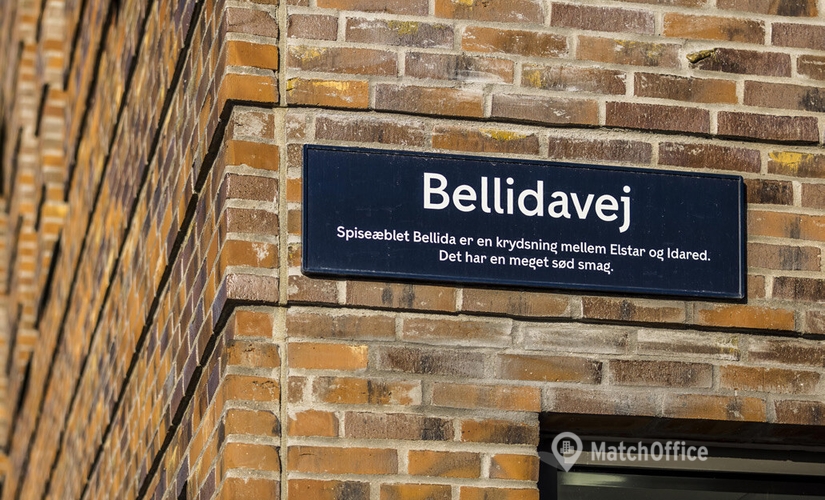 Bellidavej
Spiseæblet Bellida er en krydsning mellem Elstar og Idared.
Det har en meget sød smag.
MatchOffice